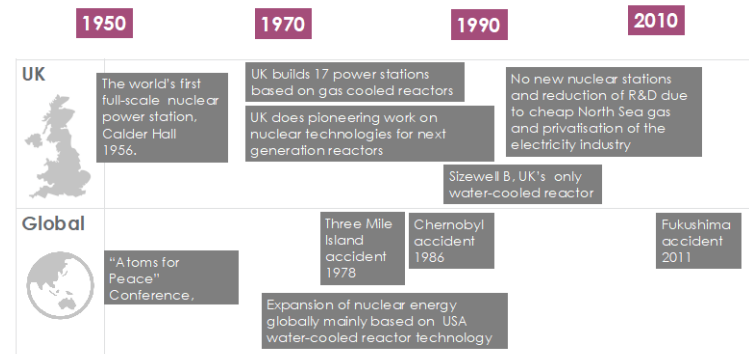 1950
1970
1990
2010
UK
The world's first
full-scale nuclear
power station,
Calder Hall
1956.
UK builds 17 power stations
based on gas cooled reactors
UK does pioneering work on
nuclear technologies for next
generation reactors
No new nuclear stations
and reduction of R&D due
to cheap North Sea gas
and privatisation of the
electricity industry
Sizewell B, UK's only
water-cooled reactor
Global
"Atoms for
Peace"
Conference,
Three Mile
Island
accident
1978
Chernobyl
accident
1986
Fukushima
accident
2011
Expansion of nuclear energy
globally mainly based on USA
water-cooled reactor technology